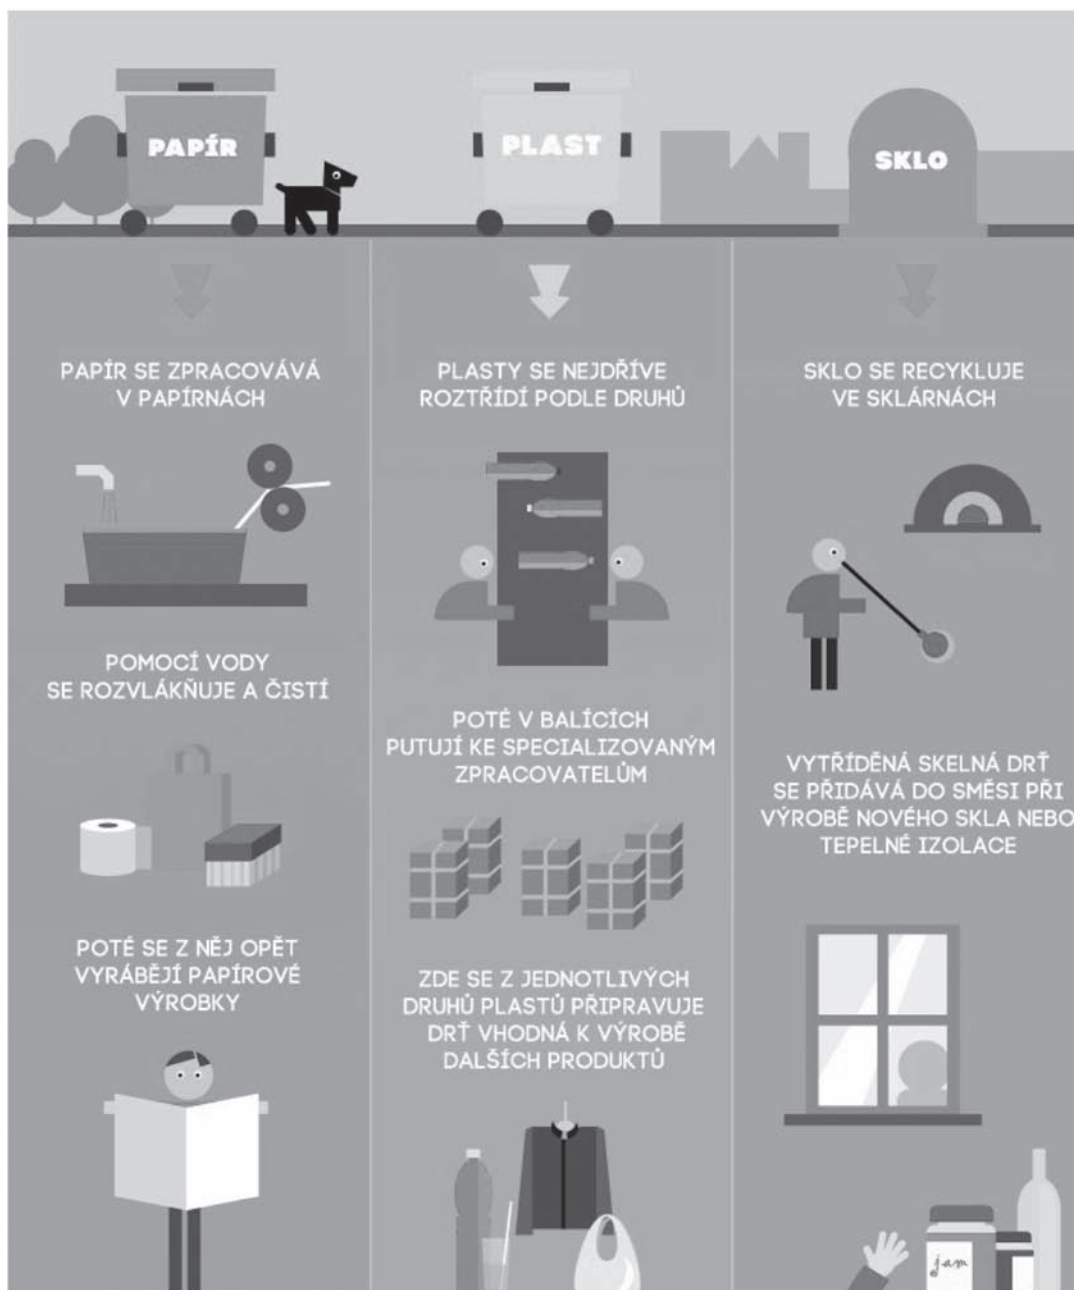 PAPÍR
PLAST
SKLO
PAPÍR SE ZPRACOVÁVÁ
V PAPÍRNÁCH
POMOCÍ VODY
SE ROZVLÁKŇUJE A ČISTÍ
POTÉ SE Z NĚJ OPĚT
VYRÁBĚJÍ PAPÍROVÉ
VÝROBKY
PLASTY SE NEJDŘÍVE
ROZTŘÍDÍ PODLE DRUHŮ
POTÉ V BALÍCÍCH
PUTUJÍ KE SPECIALIZOVANÝM
ZPRACOVATELŮM
ZDE SE Z JEDNOTLIVÝCH
DRUHŮ PLASTŮ PŘIPRAVUJE
DRŤ VHODNÁ K VÝROBĚ
DALŠÍCH PRODUKTŮ
SKLO SE RECYKLUJE
VE SKLÁRNÁCH
VYTŘÍDĚNÁ SKELNÁ DRŤ
SE PŘIDÁVÁ DO SMĚSI PŘI
VÝROBĚ NOVÉHO SKLA NEBO
TEPELNÉ IZOLACE
jam